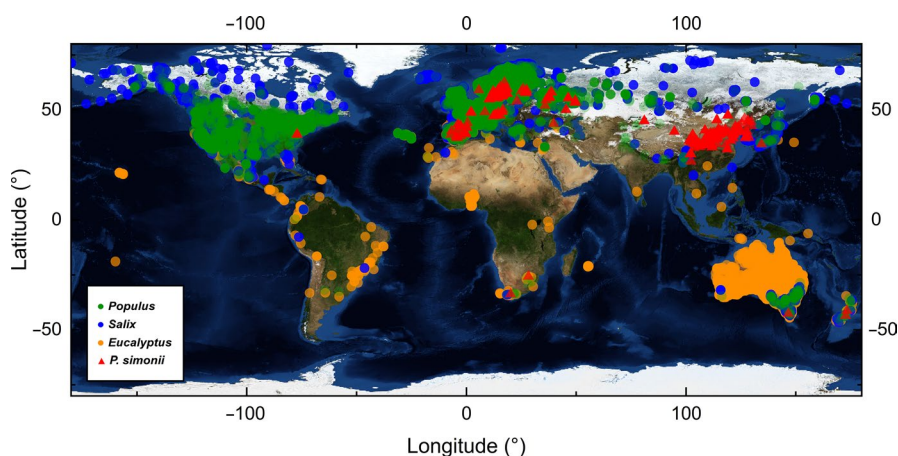 −100 0 100
Latitude (°)
50 50
0 0
−50 −50
Populus
Salix
Eucalyptus
P. simonii
−100 0 100
Longitude (°)